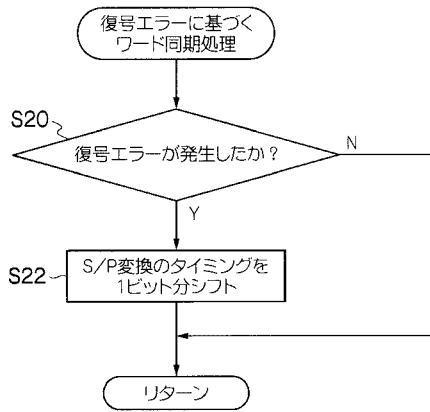 復号エラーに基づく
ワード同期処理
S20
復号エラーが発生したか？
N
Y
S22
S/P変換のタイミングを
1ビット分シフト
リターン